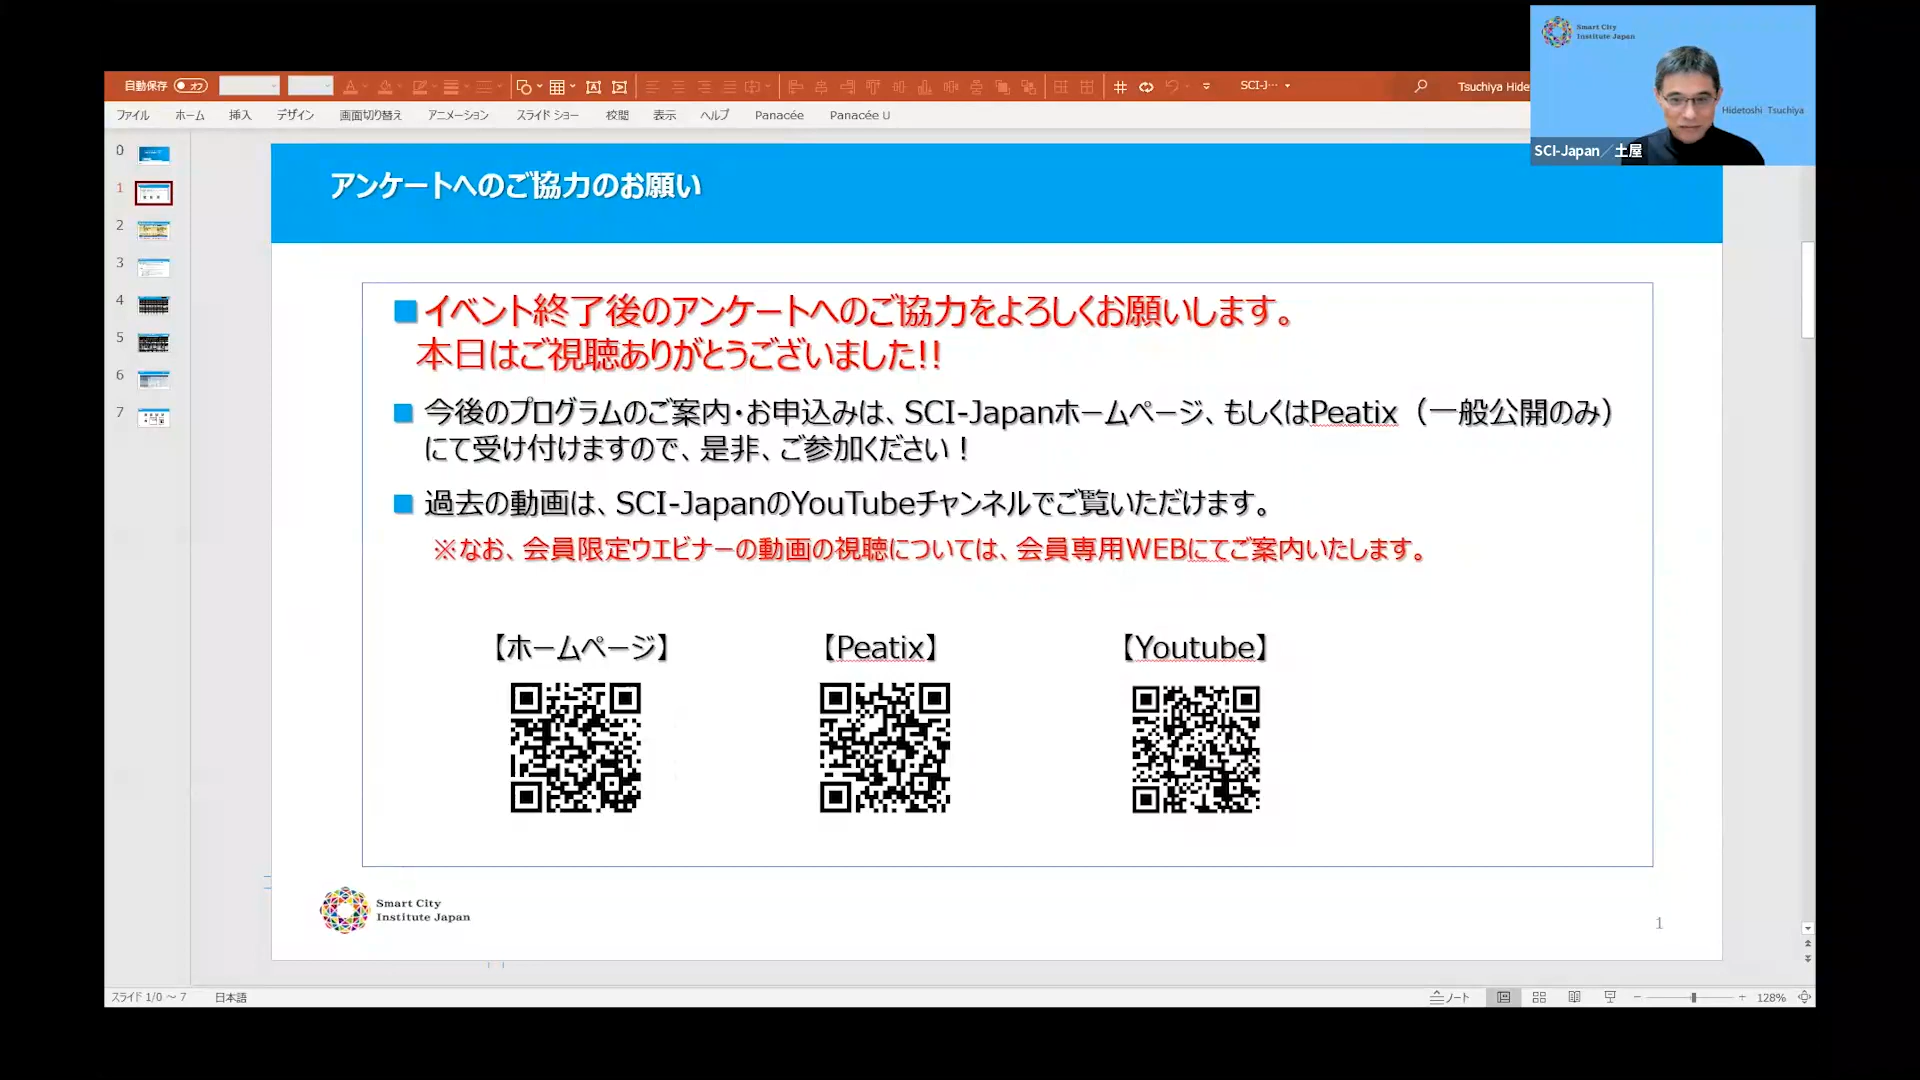 Smart City
Institute Japan
Hidetoshi Tsuchiya
SCI-Japan／土屋
自動保存 オフ
SCI-J…
Tsuchiya Hide
ファイル ホーム 挿入 デザイン 画面切り替え アニメーション スライド ショー 校閲 表示 ヘルプ Panacée Panacée U
0
1
2
3
4
5
6
7
アンケートへのご協力のお願い
イベント終了後のアンケートへのご協力をよろしくお願いします。
本日はご視聴ありがとうございました!!
今後のプログラムのご案内・お申込みは、SCI-Japanホームページ、もしくはPeatix（一般公開のみ）
にて受け付けますので、是非、ご参加ください！
過去の動画は、SCI-JapanのYouTubeチャンネルでご覧いただけます。
※なお、会員限定ウエビナーの動画の視聴については、会員専用WEBにてご案内いたします。
【ホームページ】 【Peatix】 【Youtube】
Smart City
Institute Japan
1
スライド 1/0 ～ 7 日本語 ノート 128%